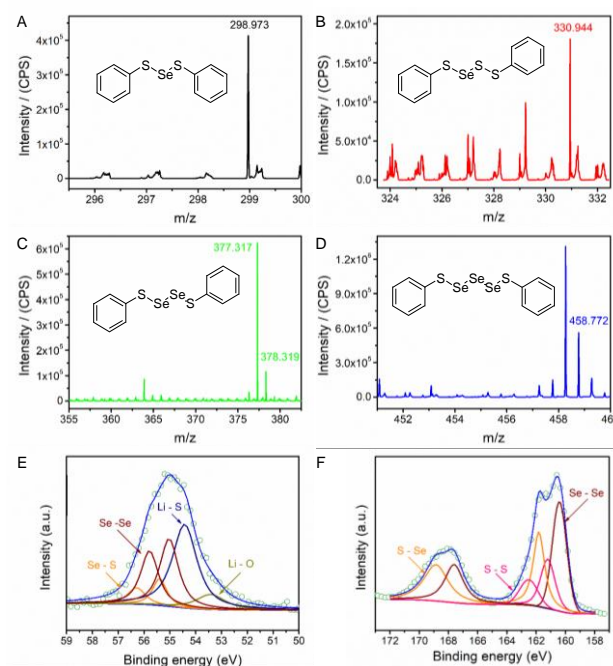 A
298.973
4x10⁵
3x10⁵
2x10⁵
1x10⁵
0
Intensity / (CPS)
S Se S
296 297 298 299 300
m/z
B
330.944
2.0x10⁵
1.5x10⁵
1.0x10⁵
5.0x10⁴
0.0
Intensity / (CPS)
S Se S S
324 326 328 330 332
m/z
C
377.317
378.319
6x10⁵
5x10⁵
4x10⁵
3x10⁵
2x10⁵
1x10⁵
0
Intensity / (CPS)
S Se Se S
355 360 365 370 375 380
m/z
D
458.772
1.2x10⁶
9.0x10⁵
6.0x10⁵
3.0x10⁵
0.0
Intensity / (CPS)
S Se Se Se S
452 454 456 458 46
m/z
E
Li - S
Se -Se
Se - S
Li - O
Intensity (a.u.)
59 58 57 56 55 54 53 52 51 50
Binding energy (eV)
F
Se - Se
S - Se
S - S
Intensity (a.u.)
172 170 168 166 164 162 160 158
Binding energy (eV)